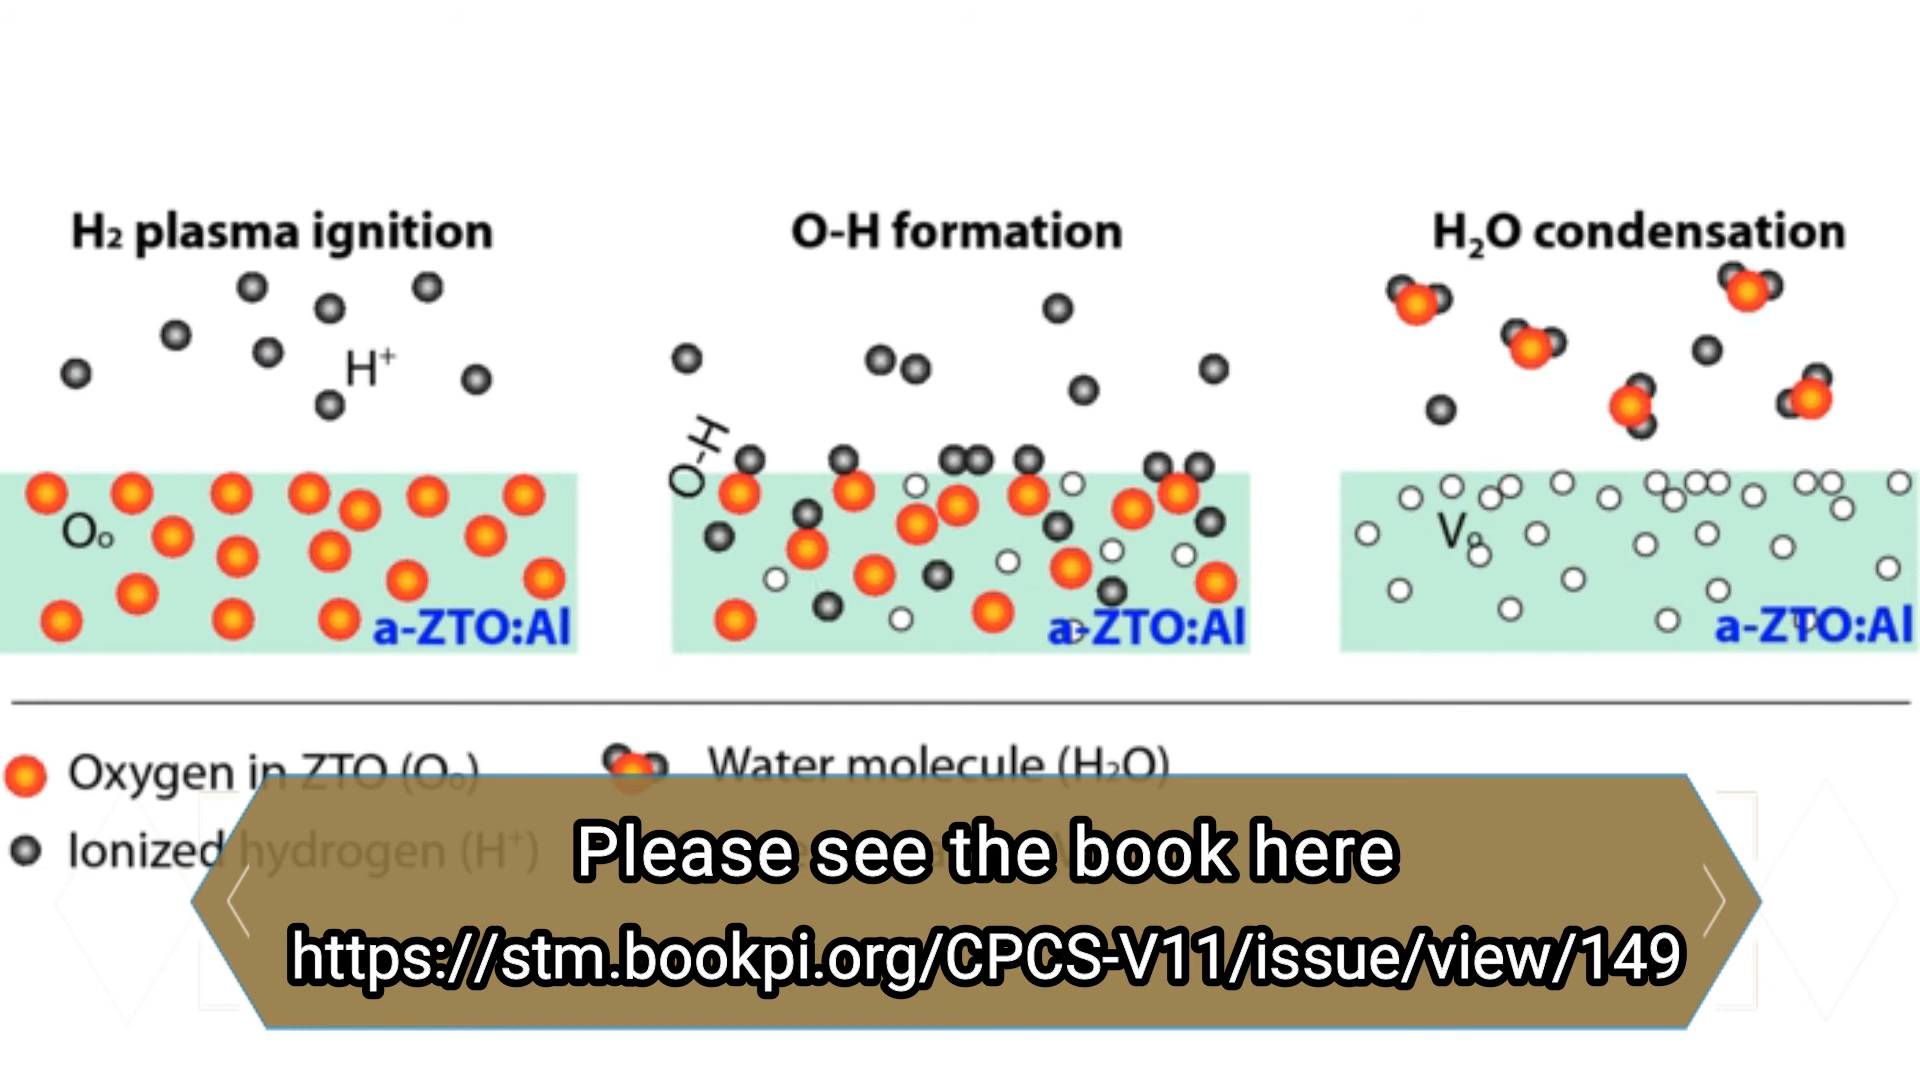 H₂ plasma ignition
O-H formation
H₂O condensation
H⁺
O-H
Oₒ
Vₒ
a-ZTO:Al
a-ZTO:Al
a-ZTO:Al
Oxygen in ZTO (Oₒ)
Water molecule (H₂O)
Ionized hydrogen (H⁺)
Please see the book here
https://stm.bookpi.org/CPCS-V11/issue/view/149